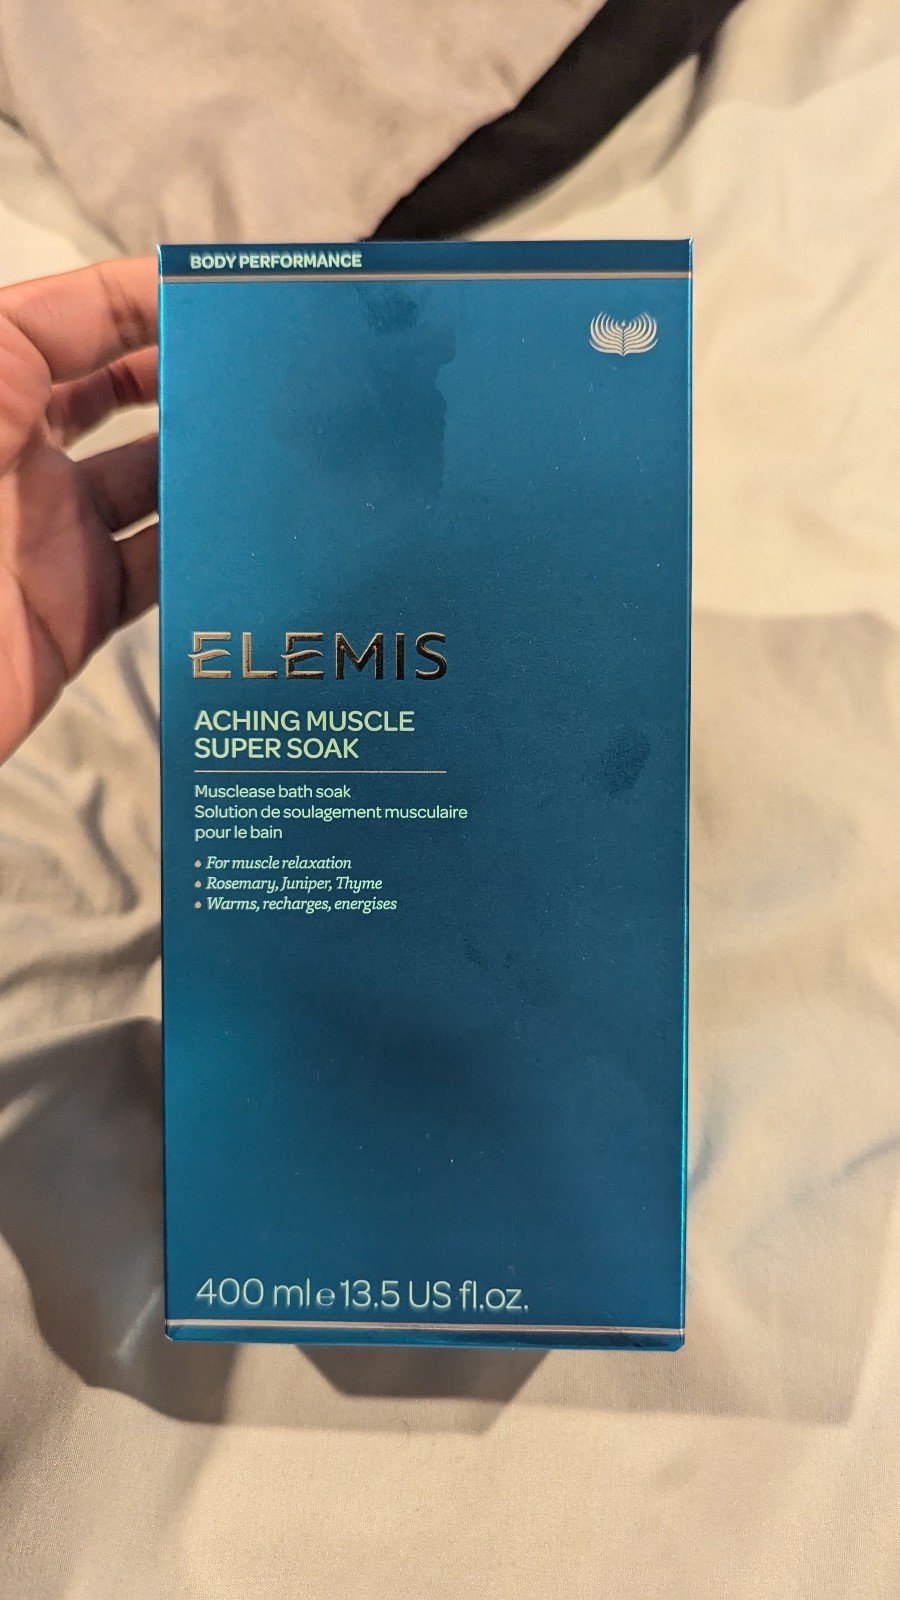 BODY PERFORMANCE
ELEMIS
ACHING MUSCLE
SUPER SOAK
Musclease bath soak
Solution de soulagement musculaire
pour le bain
• For muscle relaxation
• Rosemary, Juniper, Thyme
• Warms, recharges, energises
400 ml ℮ 13.5 US fl.oz.